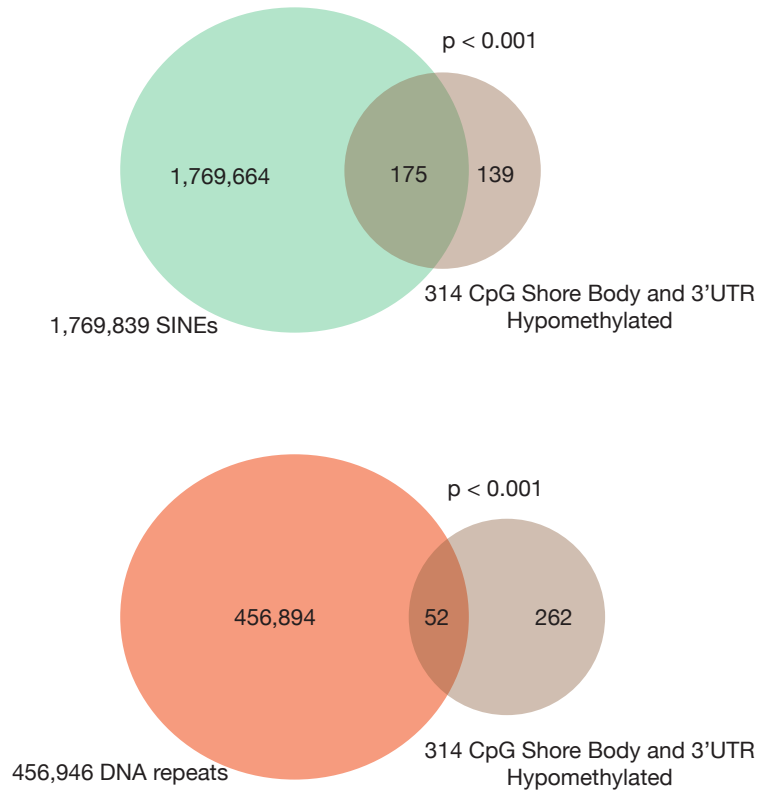 p < 0.001
1,769,664
175
139
314 CpG Shore Body and 3’UTR
Hypomethylated
1,769,839 SINEs
p < 0.001
456,894
52
262
314 CpG Shore Body and 3’UTR
Hypomethylated
456,946 DNA repeats